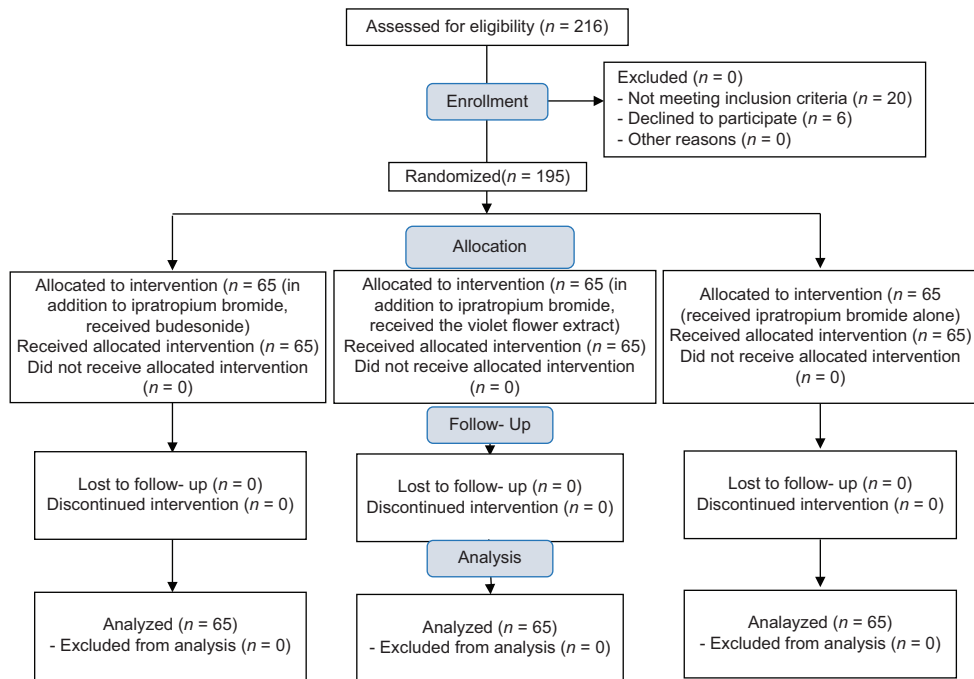 Assessed for eligibility (n = 216)
Enrollment
Excluded (n = 0)
- Not meeting inclusion criteria (n = 20)
- Declined to participate (n = 6)
- Other reasons (n = 0)
Randomized(n = 195)
Allocation
Allocated to intervention (n = 65 (in
addition to ipratropium bromide,
received budesonide)
Received allocated intervention (n = 65)
Did not receive allocated intervention
(n = 0)
Allocated to intervention (n = 65 (in
addition to ipratropium bromide,
received the violet flower extract)
Received allocated intervention (n = 65)
Did not receive allocated intervention
(n = 0)
Allocated to intervention (n = 65
(received ipratropium bromide alone)
Received allocated intervention (n = 65)
Did not receive allocated intervention
(n = 0)
Follow- Up
Lost to follow- up (n = 0)
Discontinued intervention (n = 0)
Lost to follow- up (n = 0)
Discontinued intervention (n = 0)
Lost to follow- up (n = 0)
Discontinued intervention (n = 0)
Analysis
Analyzed (n = 65)
- Excluded from analysis (n = 0)
Analyzed (n = 65)
- Excluded from analysis (n = 0)
Analayzed (n = 65)
- Excluded from analysis (n = 0)